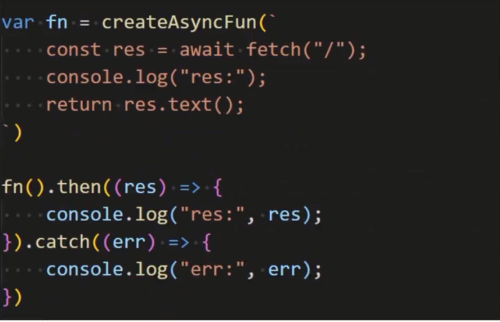 var fn = createAsyncFun(`
    const res = await fetch("/");
    console.log("res:");
    return res.text();
`)

fn().then((res) => {
    console.log("res:", res);
}).catch((err) => {
    console.log("err:", err);
})